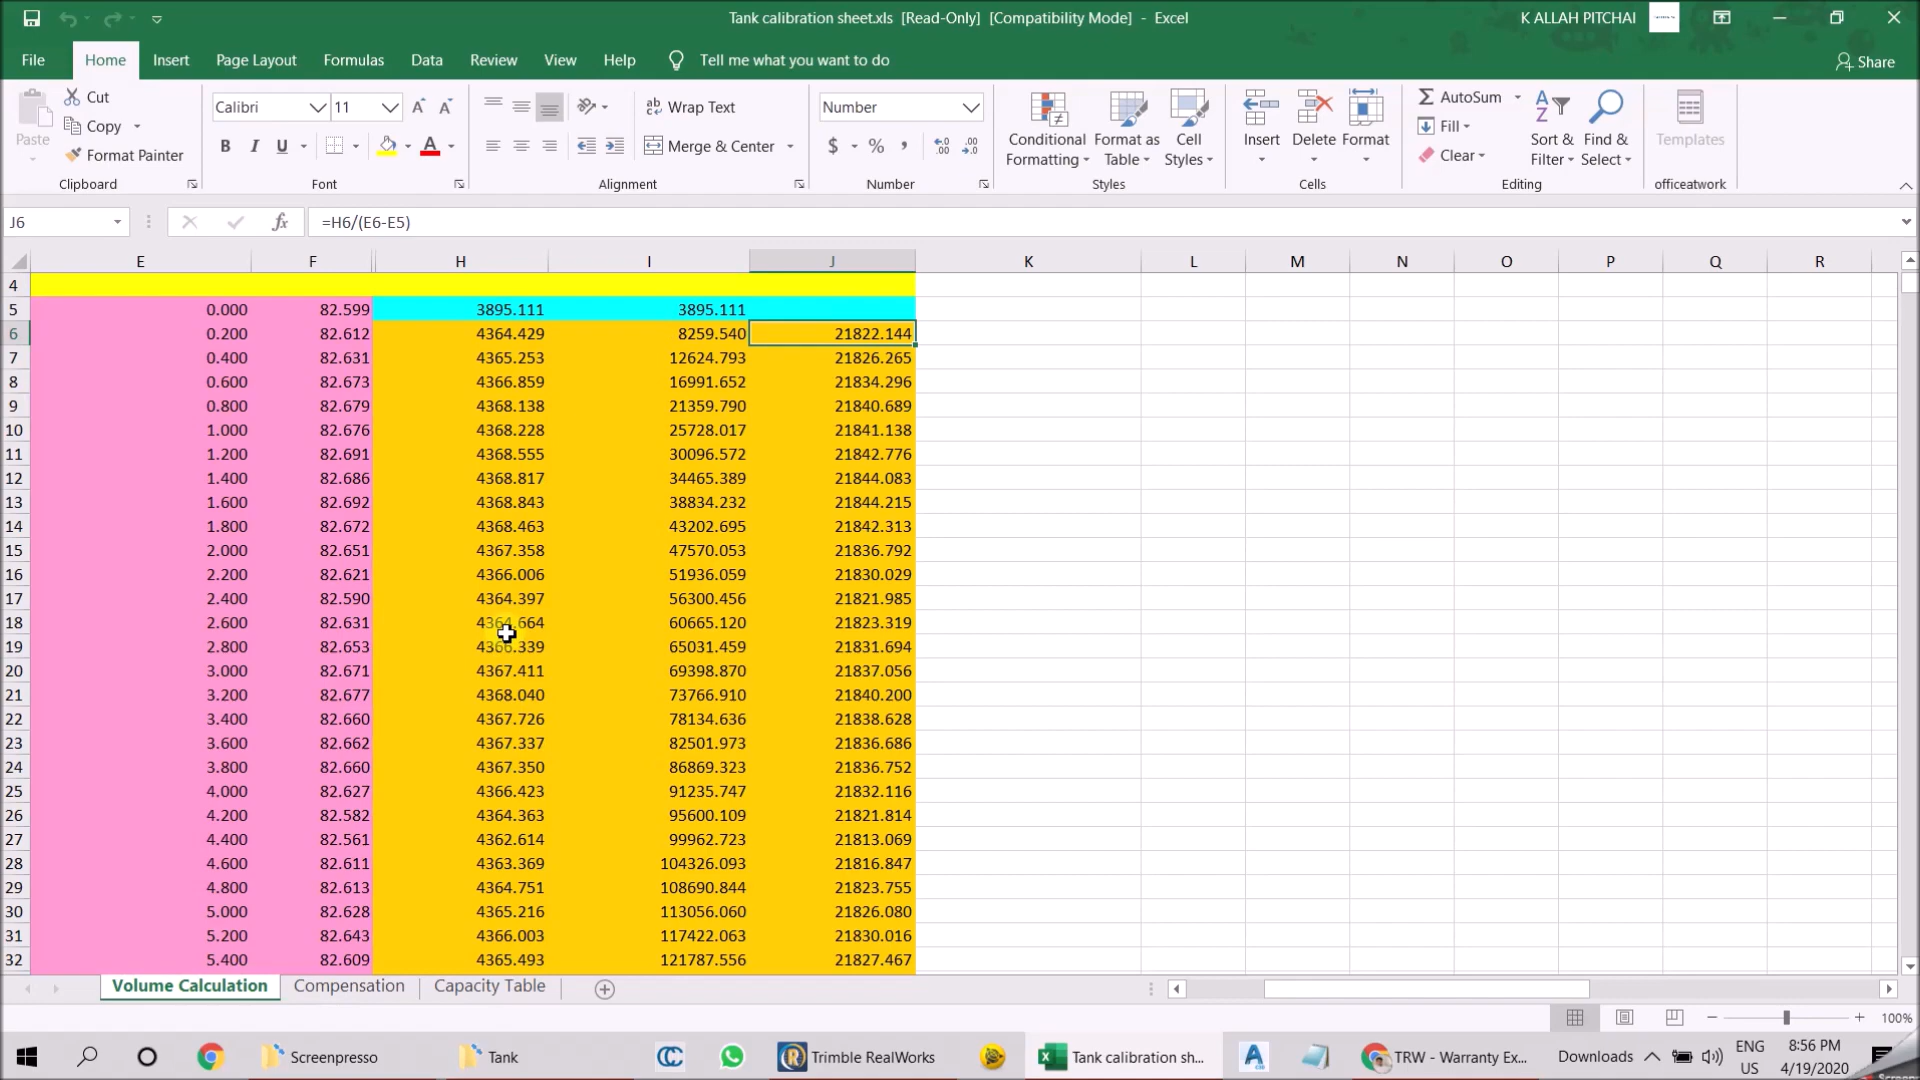 Tank calibration sheet.xls [Read-Only] [Compatibility Mode] - Excel
K ALLAH PITCHAI
File Home Insert Page Layout Formulas Data Review View Help Tell me what you want to do
Share
Paste
Cut
Copy
Format Painter
Clipboard
Calibri 11
B I U
Font
Wrap Text
Merge & Center
Alignment
Number
$ % ,
Number
Conditional Formatting
Format as Table
Cell Styles
Styles
Insert Delete Format
Cells
AutoSum
Fill
Clear
Sort & Filter
Find & Select
Editing
Templates
officeatwork
J6 fx =H6/(E6-E5)
E F H I J K L M N O P Q R
4
5 0.000 82.599 3895.111 3895.111
6 0.200 82.612 4364.429 8259.540 21822.144
7 0.400 82.631 4365.253 12624.793 21826.265
8 0.600 82.673 4366.859 16991.652 21834.296
9 0.800 82.679 4368.138 21359.790 21840.689
10 1.000 82.676 4368.228 25728.017 21841.138
11 1.200 82.691 4368.555 30096.572 21842.776
12 1.400 82.686 4368.817 34465.389 21844.083
13 1.600 82.692 4368.843 38834.232 21844.215
14 1.800 82.672 4368.463 43202.695 21842.313
15 2.000 82.651 4367.358 47570.053 21836.792
16 2.200 82.621 4366.006 51936.059 21830.029
17 2.400 82.590 4364.397 56300.456 21821.985
18 2.600 82.631 4364.664 60665.120 21823.319
19 2.800 82.653 4366.339 65031.459 21831.694
20 3.000 82.671 4367.411 69398.870 21837.056
21 3.200 82.677 4368.040 73766.910 21840.200
22 3.400 82.660 4367.726 78134.636 21838.628
23 3.600 82.662 4367.337 82501.973 21836.686
24 3.800 82.660 4367.350 86869.323 21836.752
25 4.000 82.627 4366.423 91235.747 21832.116
26 4.200 82.582 4364.363 95600.109 21821.814
27 4.400 82.561 4362.614 99962.723 21813.069
28 4.600 82.611 4363.369 104326.093 21816.847
29 4.800 82.613 4364.751 108690.844 21823.755
30 5.000 82.628 4365.216 113056.060 21826.080
31 5.200 82.643 4366.003 117422.063 21830.016
32 5.400 82.609 4365.493 121787.556 21827.467
Volume Calculation Compensation Capacity Table
100%
Screenpresso Tank Trimble RealWorks Tank calibration sh... TRW - Warranty Ex... Downloads
ENG
US
8:56 PM
4/19/2020